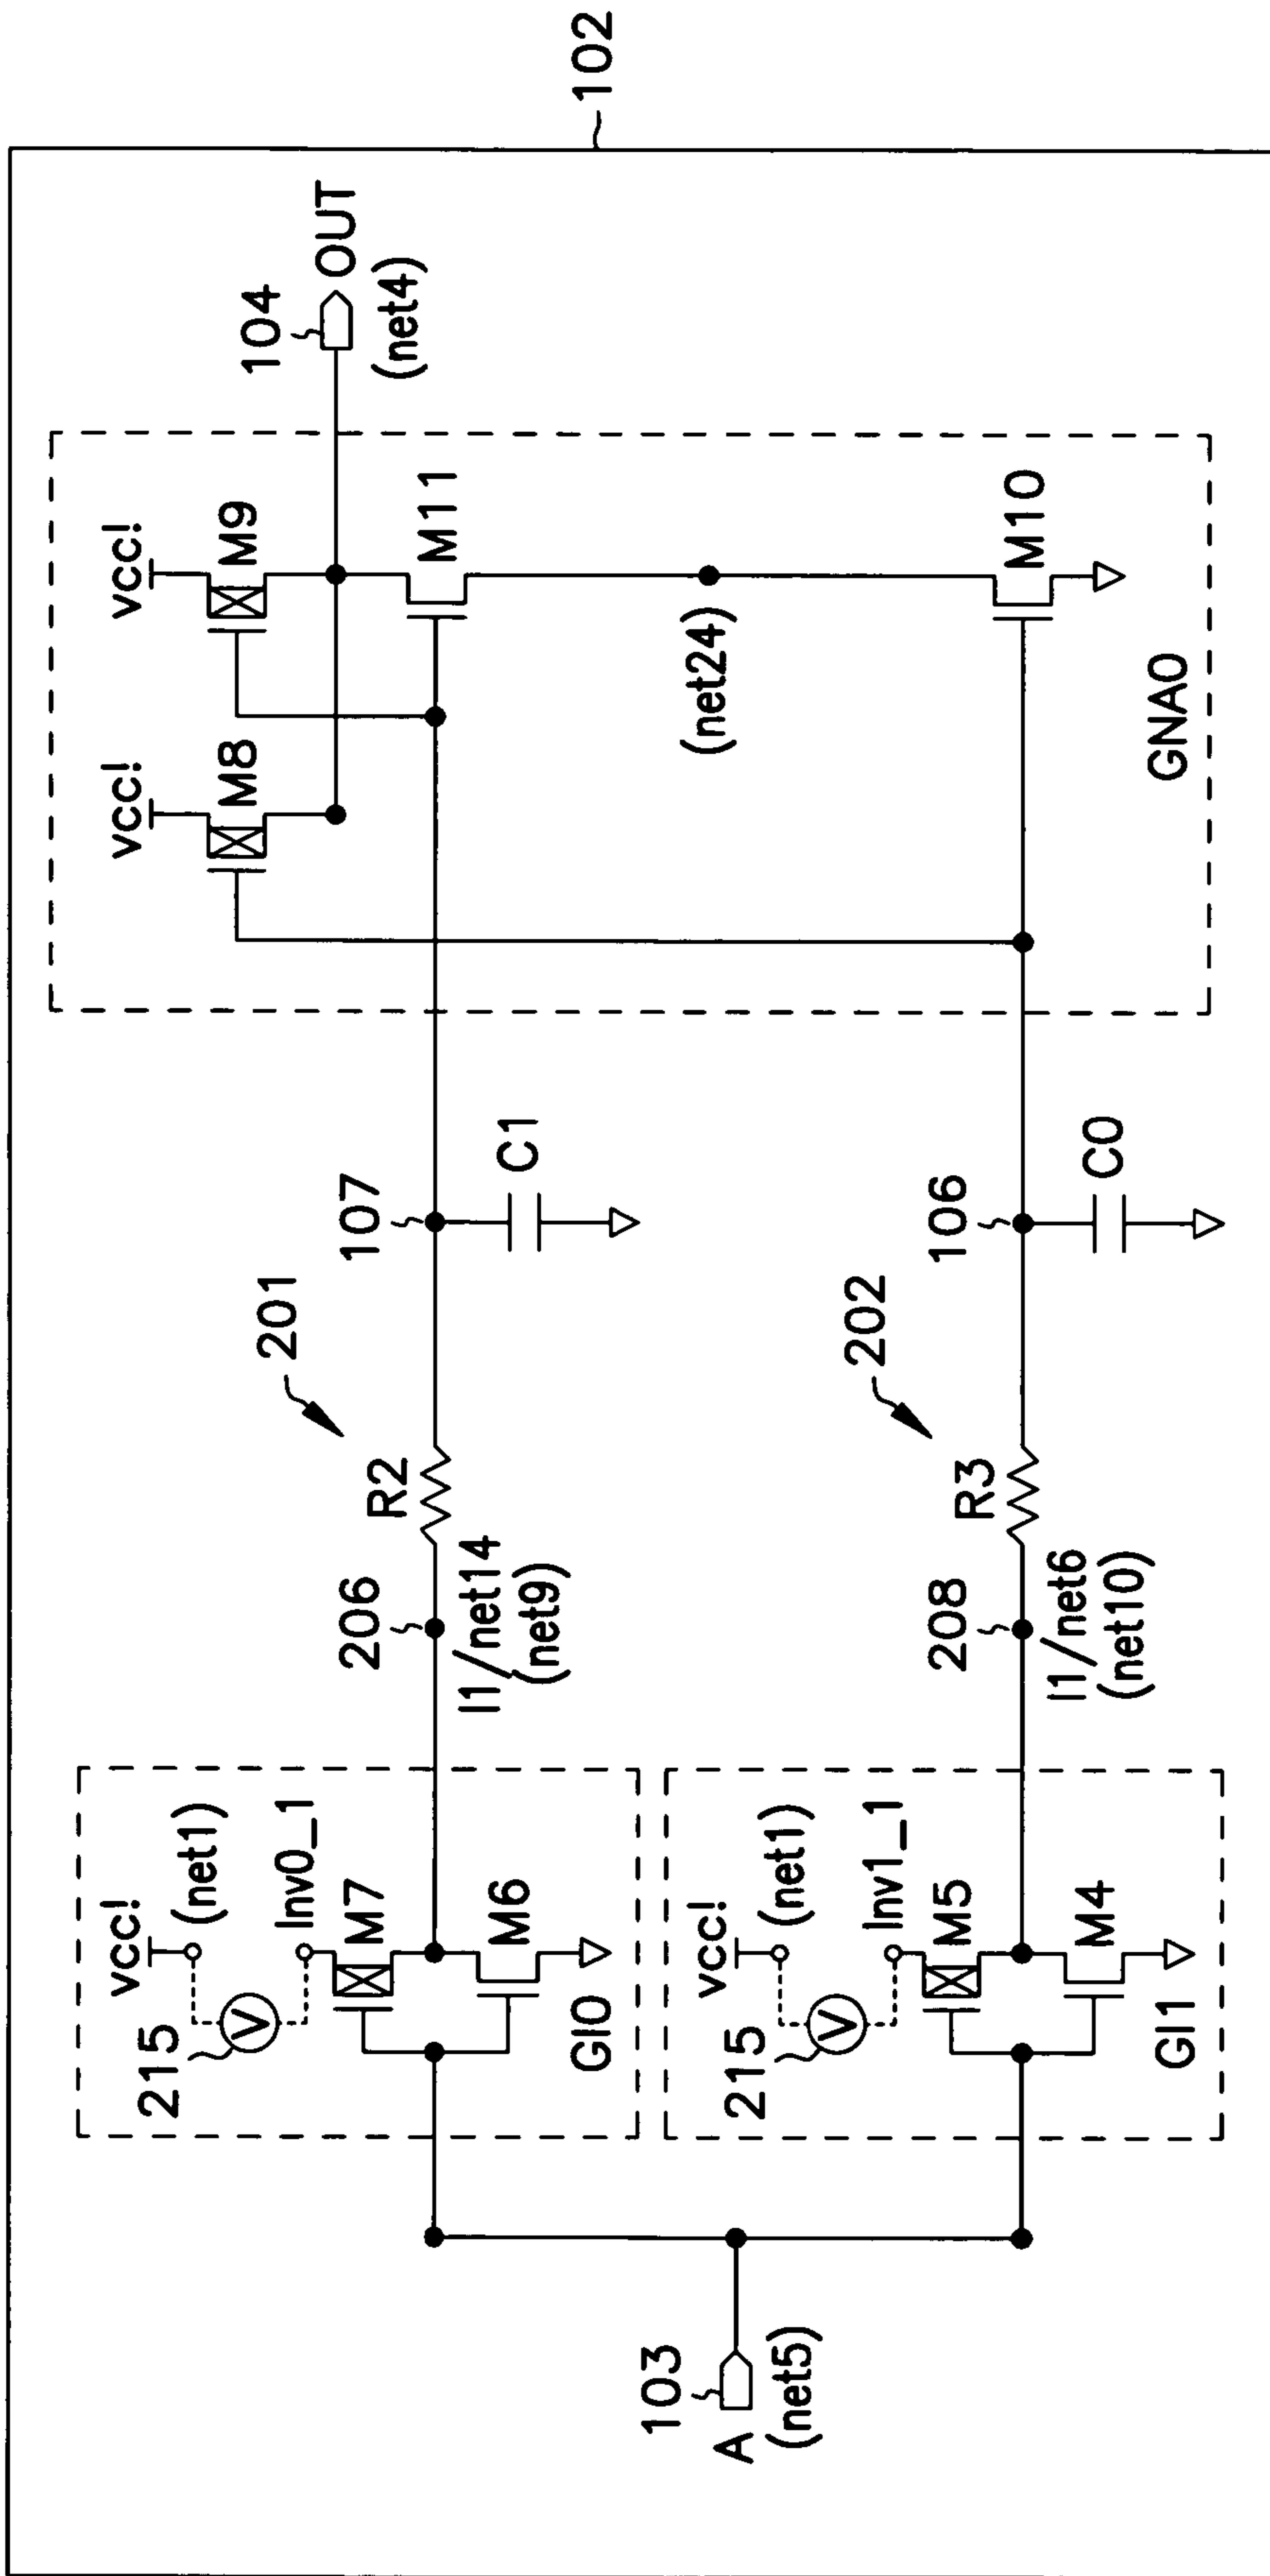 102
vcc!
vcc!
M8
M9
104
OUT
(net4)
M11
(net24)
M10
GNA0
201
107
C1
R2
206
I1/net14
(net9)
202
106
C0
R3
208
I1/net6
(net10)
vcc!
(net1)
215
V
Inv0_1
M7
M6
GI0
vcc!
(net1)
215
V
Inv1_1
M5
M4
GI1
103
A
(net5)